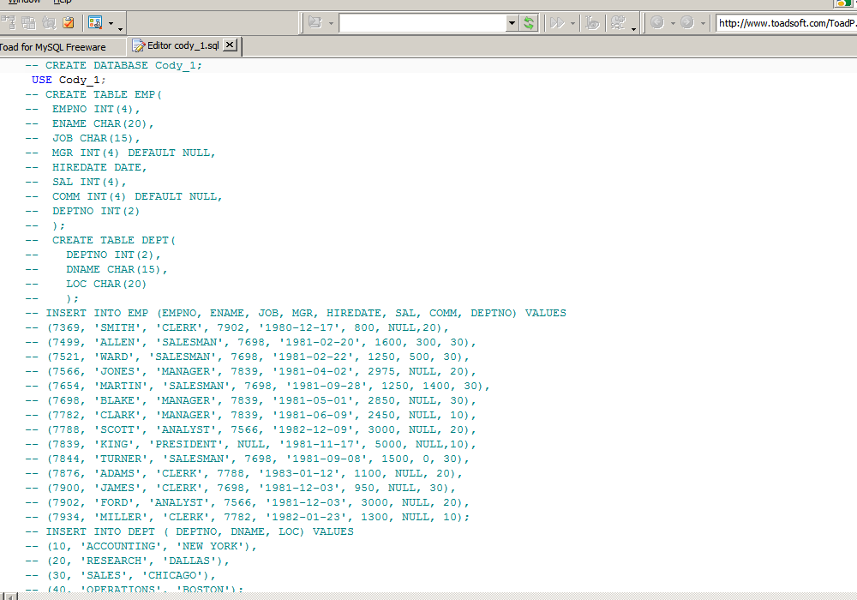 Window Help
http://www.toadsoft.com/ToadP
Toad for MySQL Freeware
Editor cody_1.sql
-- CREATE DATABASE Cody_1;
USE Cody_1;
-- CREATE TABLE EMP(
--  EMPNO INT(4),
--  ENAME CHAR(20),
--  JOB CHAR(15),
--  MGR INT(4) DEFAULT NULL,
--  HIREDATE DATE,
--  SAL INT(4),
--  COMM INT(4) DEFAULT NULL,
--  DEPTNO INT(2)
--  );
--  CREATE TABLE DEPT(
--    DEPTNO INT(2),
--    DNAME CHAR(15),
--    LOC CHAR(20)
--    );
-- INSERT INTO EMP (EMPNO, ENAME, JOB, MGR, HIREDATE, SAL, COMM, DEPTNO) VALUES
-- (7369, 'SMITH', 'CLERK', 7902, '1980-12-17', 800, NULL,20),
-- (7499, 'ALLEN', 'SALESMAN', 7698, '1981-02-20', 1600, 300, 30),
-- (7521, 'WARD', 'SALESMAN', 7698, '1981-02-22', 1250, 500, 30),
-- (7566, 'JONES', 'MANAGER', 7839, '1981-04-02', 2975, NULL, 20),
-- (7654, 'MARTIN', 'SALESMAN', 7698, '1981-09-28', 1250, 1400, 30),
-- (7698, 'BLAKE', 'MANAGER', 7839, '1981-05-01', 2850, NULL, 30),
-- (7782, 'CLARK', 'MANAGER', 7839, '1981-06-09', 2450, NULL, 10),
-- (7788, 'SCOTT', 'ANALYST', 7566, '1982-12-09', 3000, NULL, 20),
-- (7839, 'KING', 'PRESIDENT', NULL, '1981-11-17', 5000, NULL,10),
-- (7844, 'TURNER', 'SALESMAN', 7698, '1981-09-08', 1500, 0, 30),
-- (7876, 'ADAMS', 'CLERK', 7788, '1983-01-12', 1100, NULL, 20),
-- (7900, 'JAMES', 'CLERK', 7698, '1981-12-03', 950, NULL, 30),
-- (7902, 'FORD', 'ANALYST', 7566, '1981-12-03', 3000, NULL, 20),
-- (7934, 'MILLER', 'CLERK', 7782, '1982-01-23', 1300, NULL, 10);
-- INSERT INTO DEPT ( DEPTNO, DNAME, LOC) VALUES
-- (10, 'ACCOUNTING', 'NEW YORK'),
-- (20, 'RESEARCH', 'DALLAS'),
-- (30, 'SALES', 'CHICAGO'),
-- (40, 'OPERATIONS', 'BOSTON');